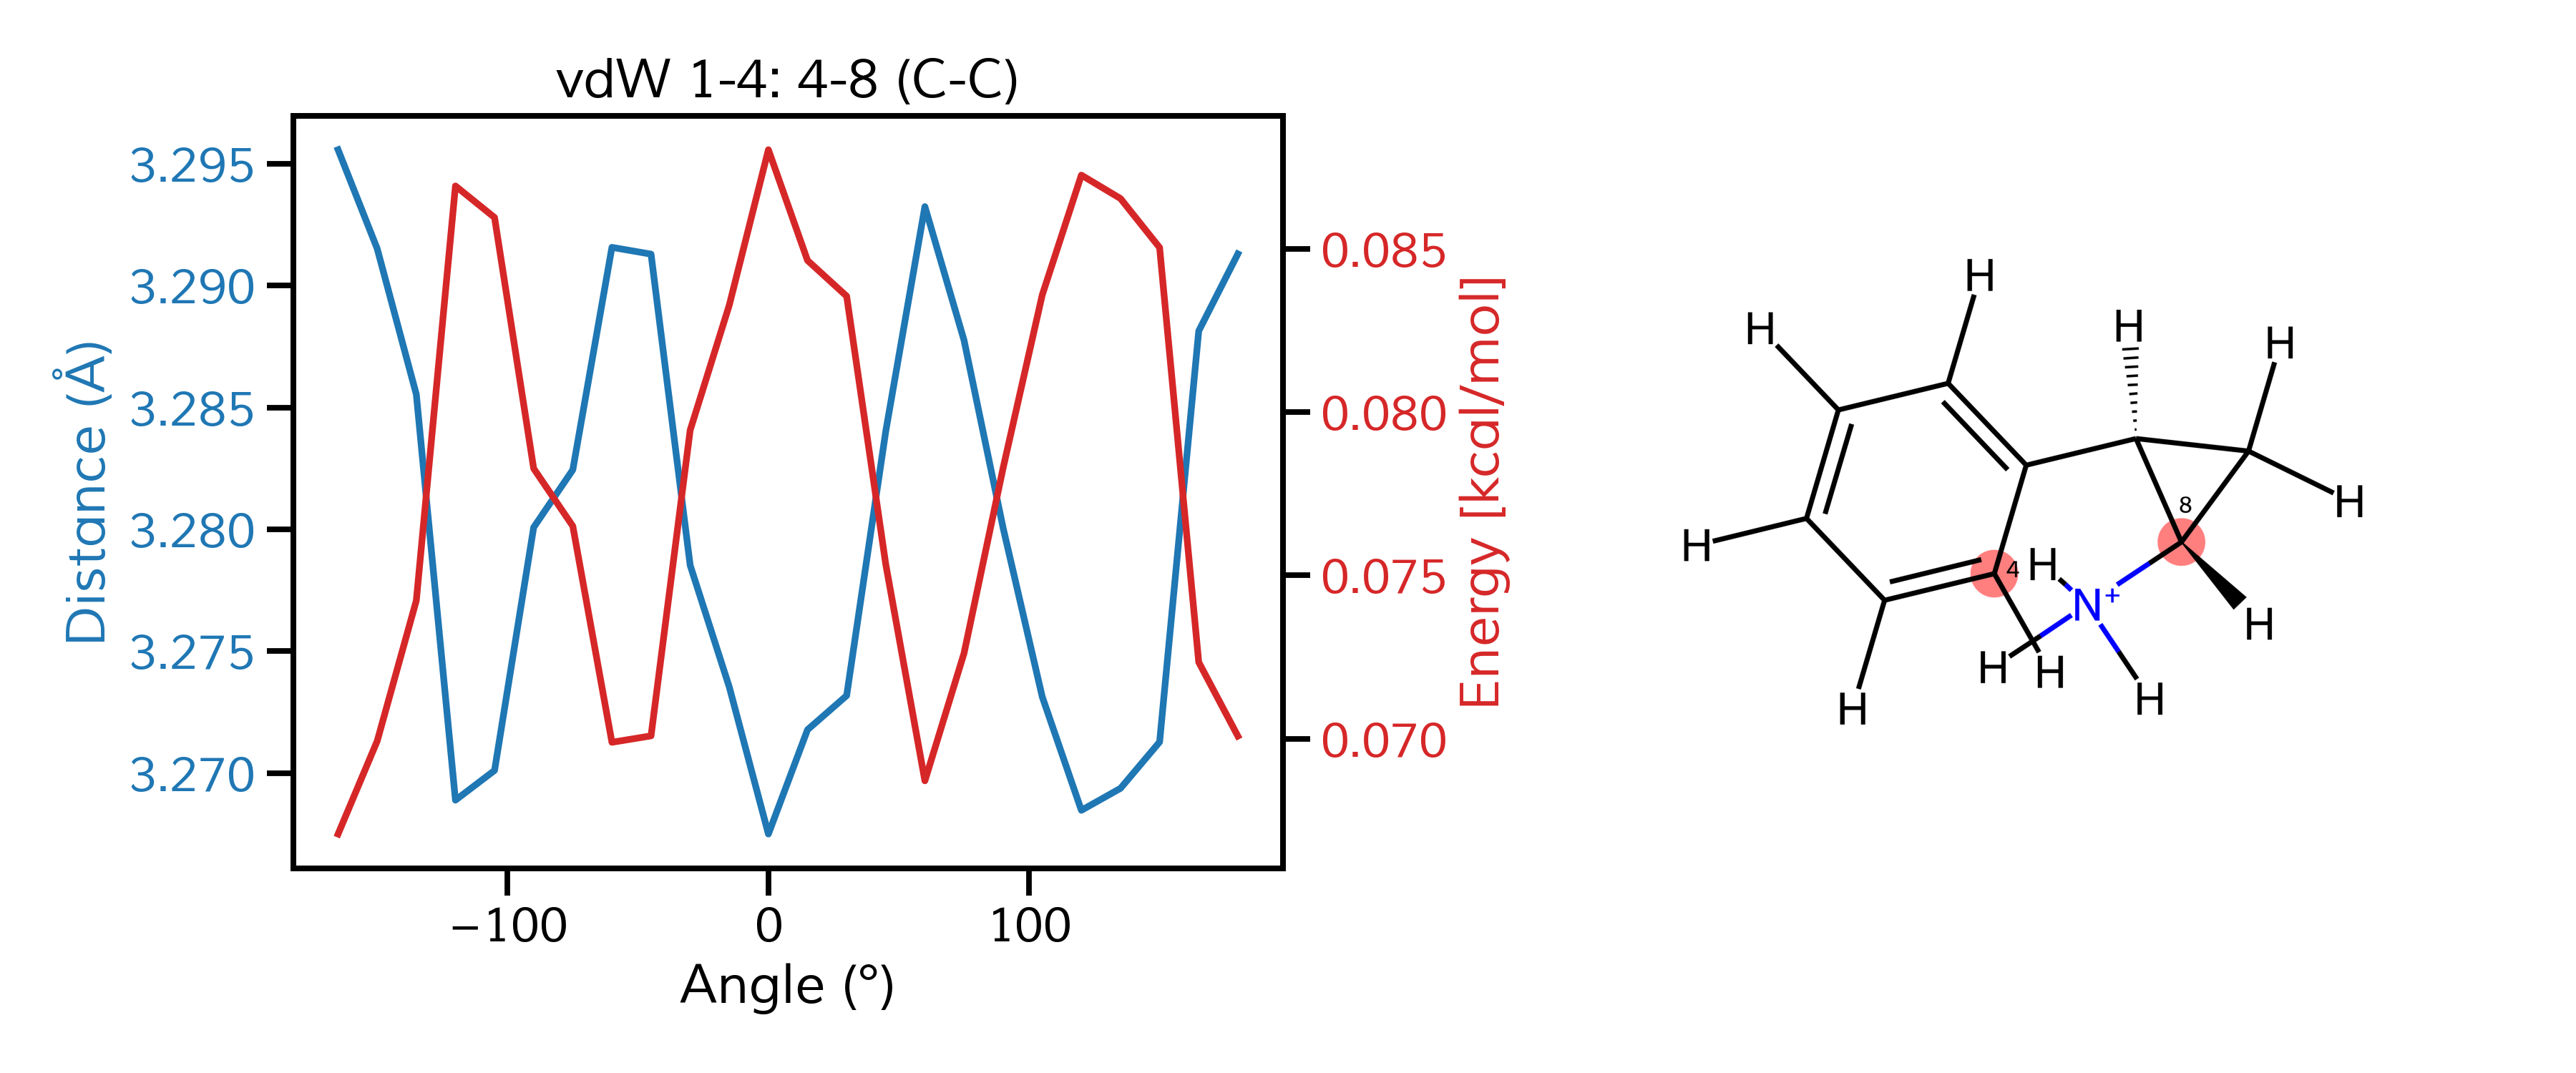 vdW 1-4: 4-8 (C-C)
Distance (Å)
3.295
3.290
3.285
3.280
3.275
3.270
0.085
0.080
0.075
0.070
Energy [kcal/mol]
−100
0
100
Angle (°)
H
H
H
H
H
H
8
H
4
H
N+
H
H
H
H
H